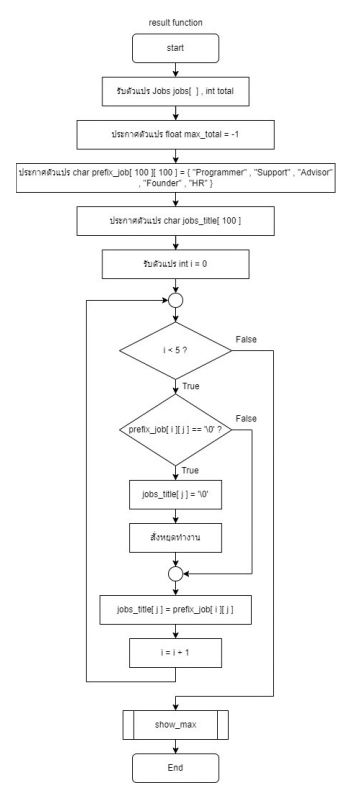 result function
start
รับตัวแปร Jobs jobs[  ] , int total
ประกาศตัวแปร float max_total = -1
ประกาศตัวแปร char prefix_job[ 100 ][ 100 ] = { "Programmer" , "Support" , "Advisor"
, "Founder" , "HR" }
ประกาศตัวแปร char jobs_title[ 100 ]
รับตัวแปร int i = 0
i < 5 ?
False
True
prefix_job[ i ][ j ] == '\0' ?
False
True
jobs_title[ j ] = '\0'
สั่งหยุดทำงาน
jobs_title[ j ] = prefix_job[ i ][ j ]
i = i + 1
show_max
End